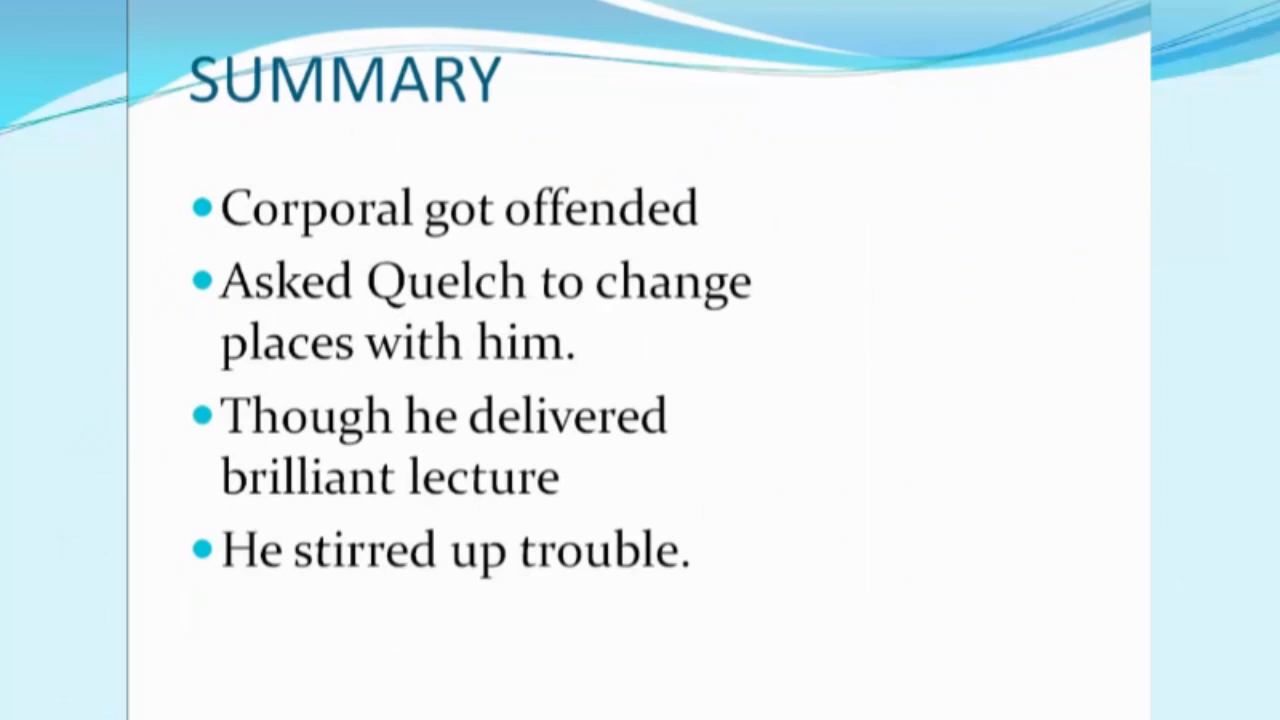 SUMMARY
•Corporal got offended
•Asked Quelch to change
places with him.
•Though he delivered
brilliant lecture
•He stirred up trouble.